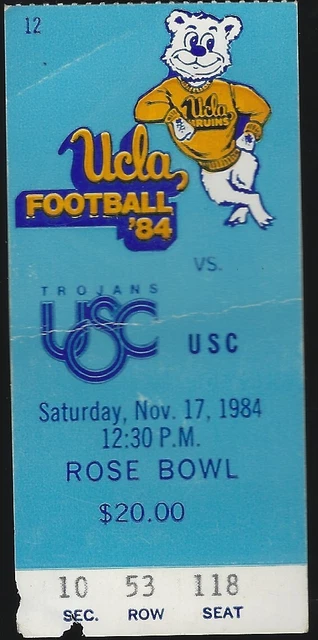 12
Ucla
BRUINS
Ucla
FOOTBALL
'84
VS.
TROJANS
USC
USC
Saturday, Nov. 17, 1984
12:30 P.M.
ROSE BOWL
$20.00
10 53 118
SEC. ROW SEAT